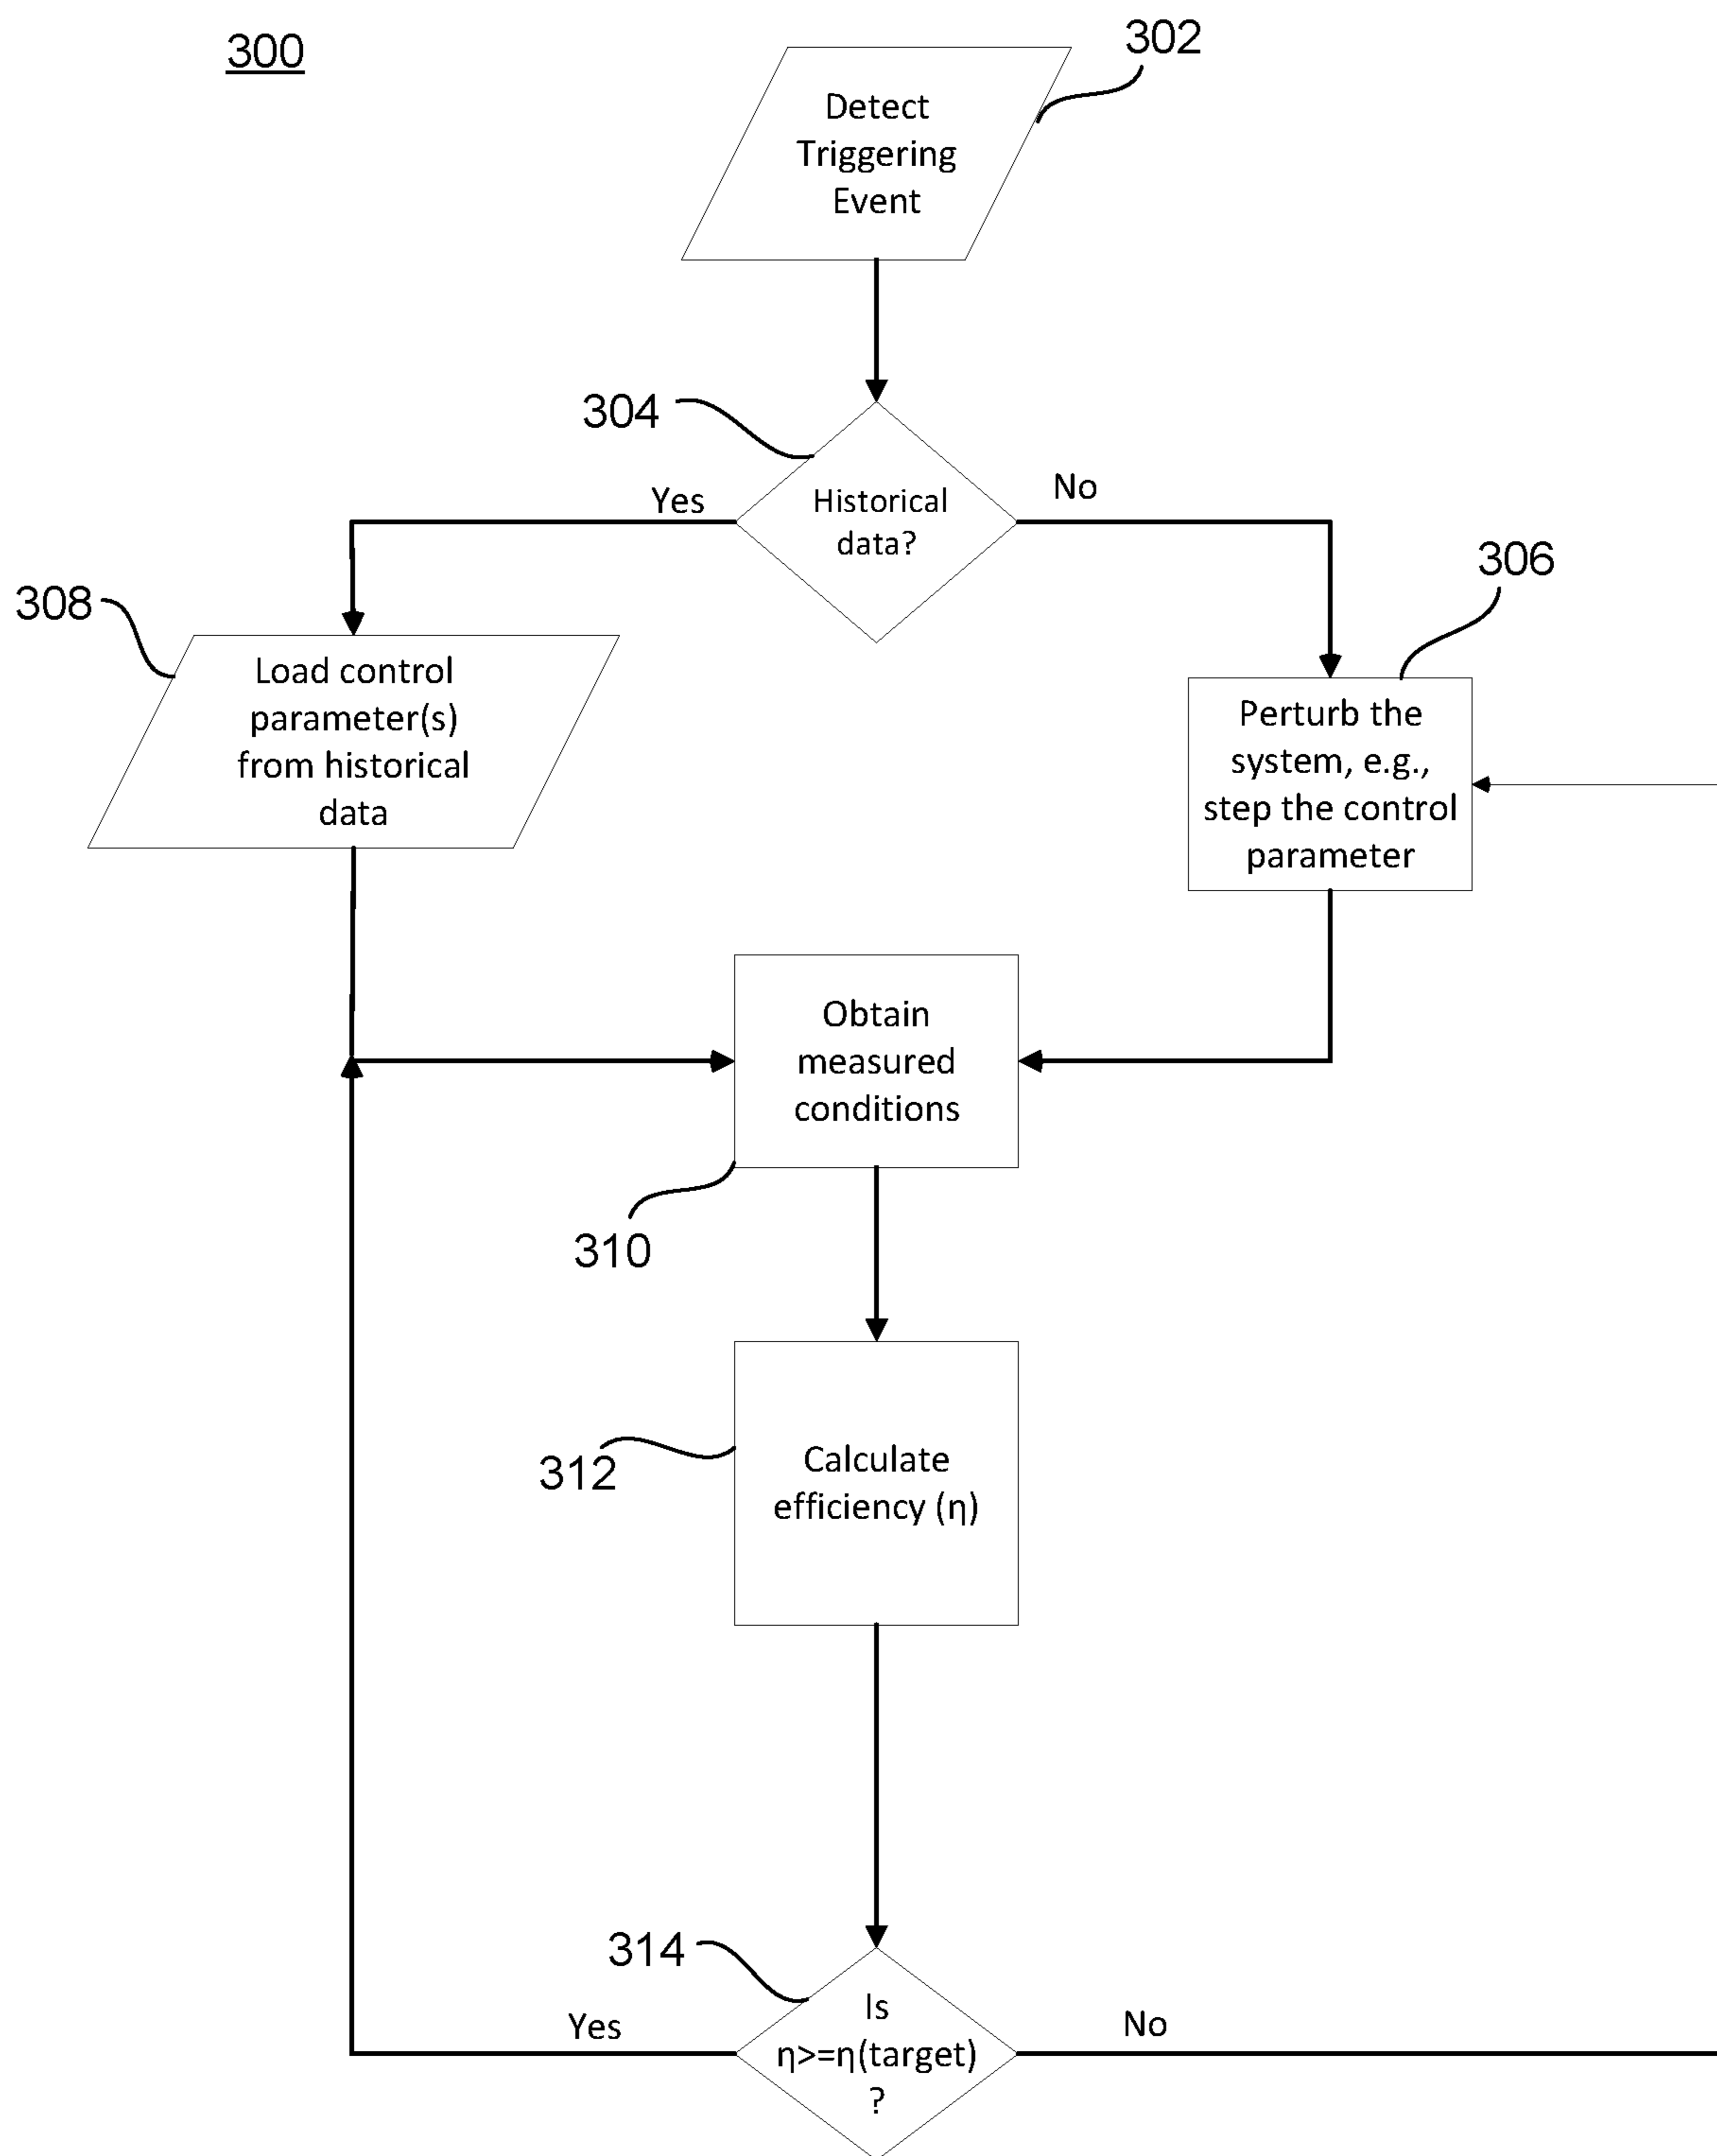 300
302
Detect
Triggering
Event
304
Historical
data?
Yes
No
306
308
Load control
parameter(s)
from historical
data
Perturb the
system, e.g.,
step the control
parameter
Obtain
measured
conditions
310
312
Calculate
efficiency (η)
314
Is
η>=η(target)
?
Yes
No